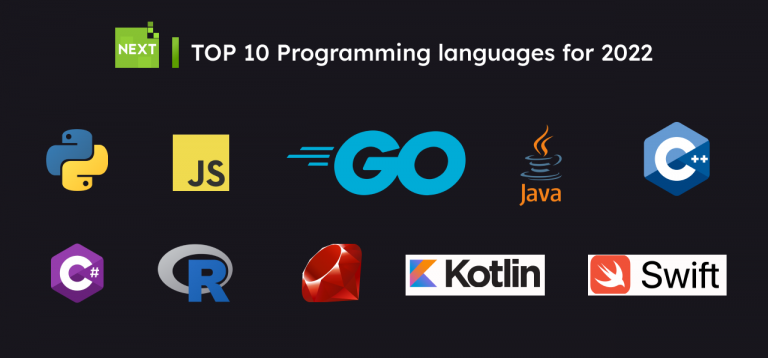 NEXT
TOP 10 Programming languages for 2022
JS
GO
Java
C++
C#
R
Kotlin
Swift